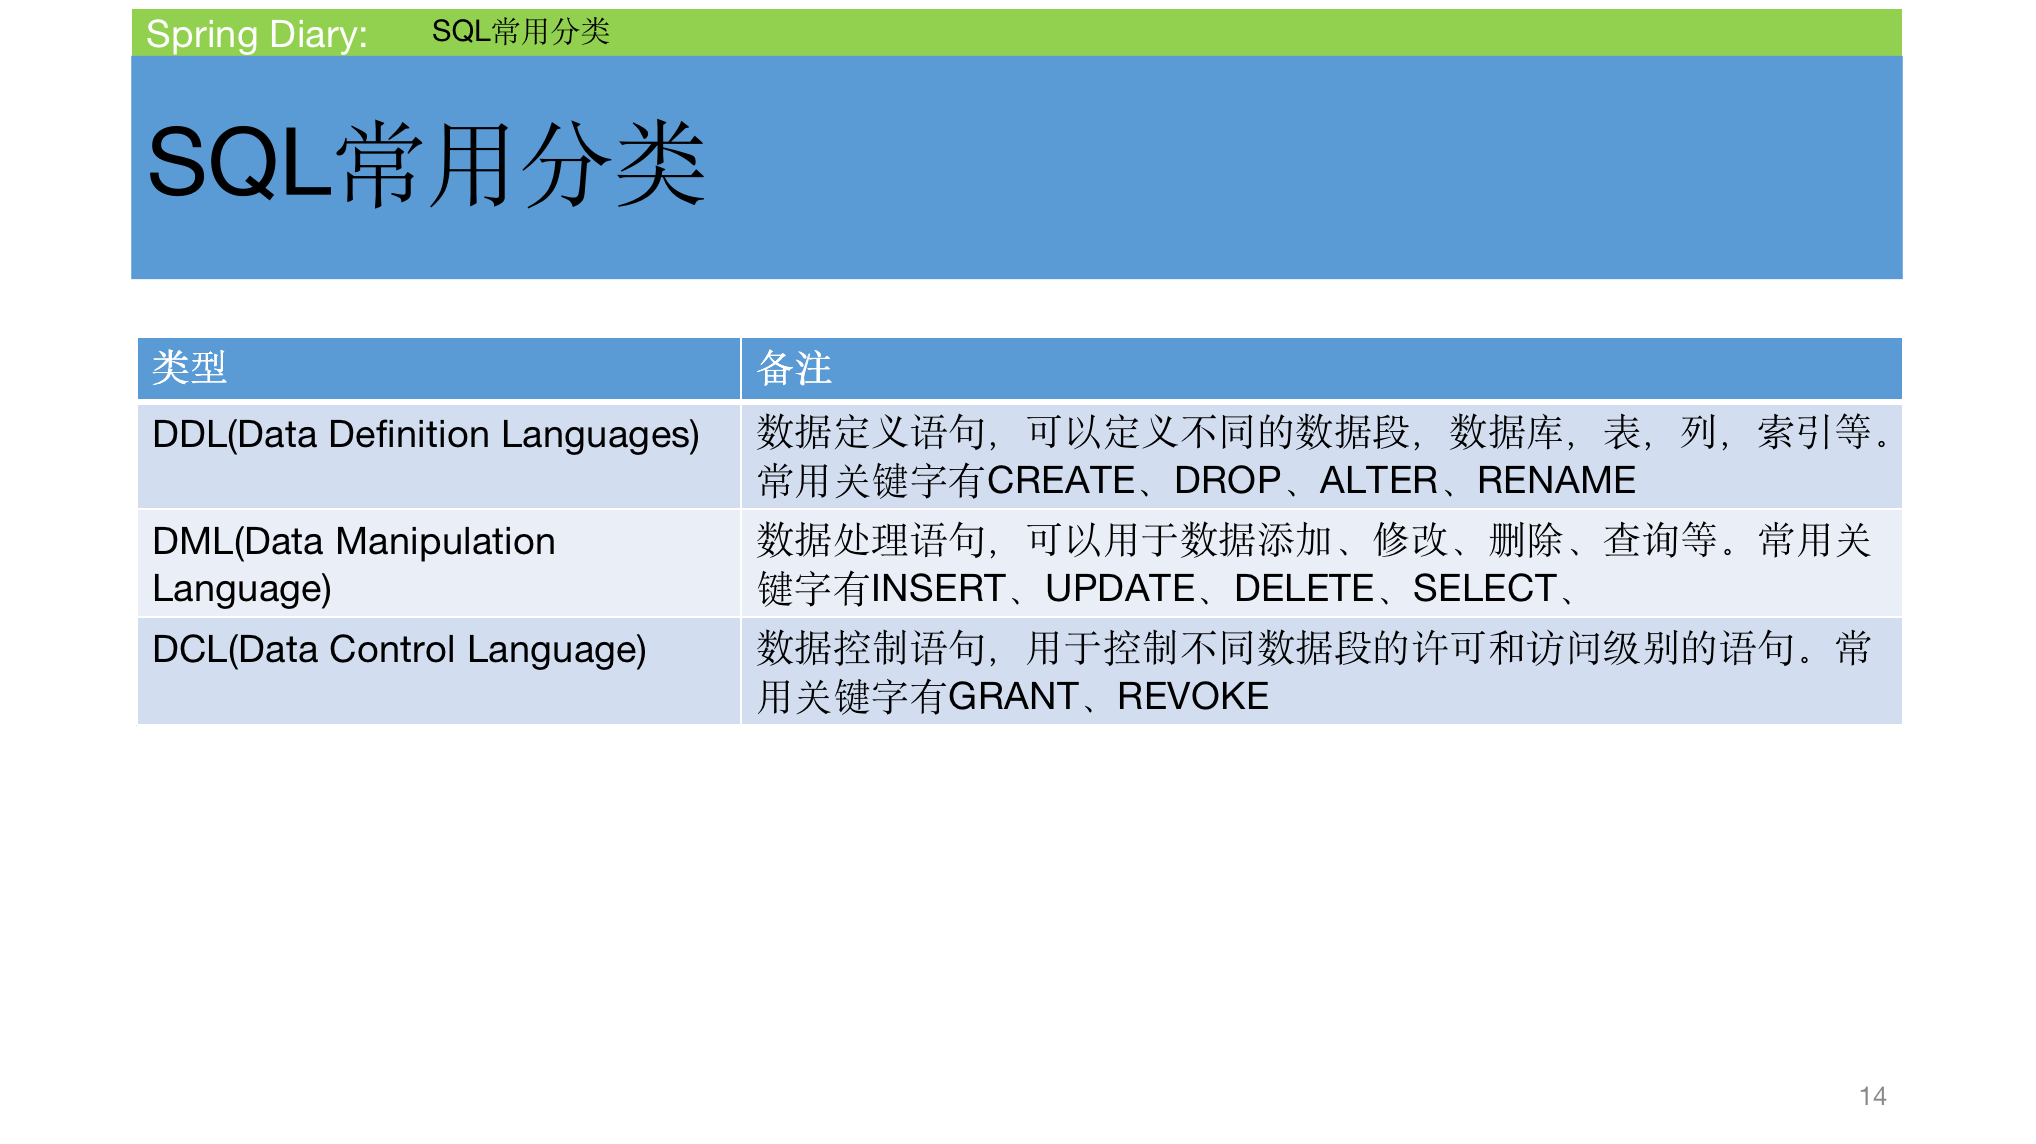 Spring Diary: SQL常用分类
SQL常用分类
类型 备注
DDL(Data Definition Languages) 数据定义语句，可以定义不同的数据段，数据库，表，列，索引等。
常用关键字有CREATE、DROP、ALTER、RENAME
DML(Data Manipulation
Language)
数据处理语句，可以用于数据添加、修改、删除、查询等。常用关
键字有INSERT、UPDATE、DELETE、SELECT、
DCL(Data Control Language) 数据控制语句，用于控制不同数据段的许可和访问级别的语句。常
用关键字有GRANT、REVOKE
14